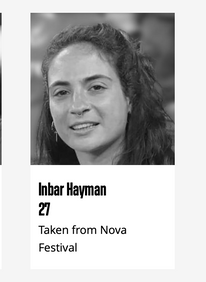 Inbar Hayman
27
Taken from Nova
Festival